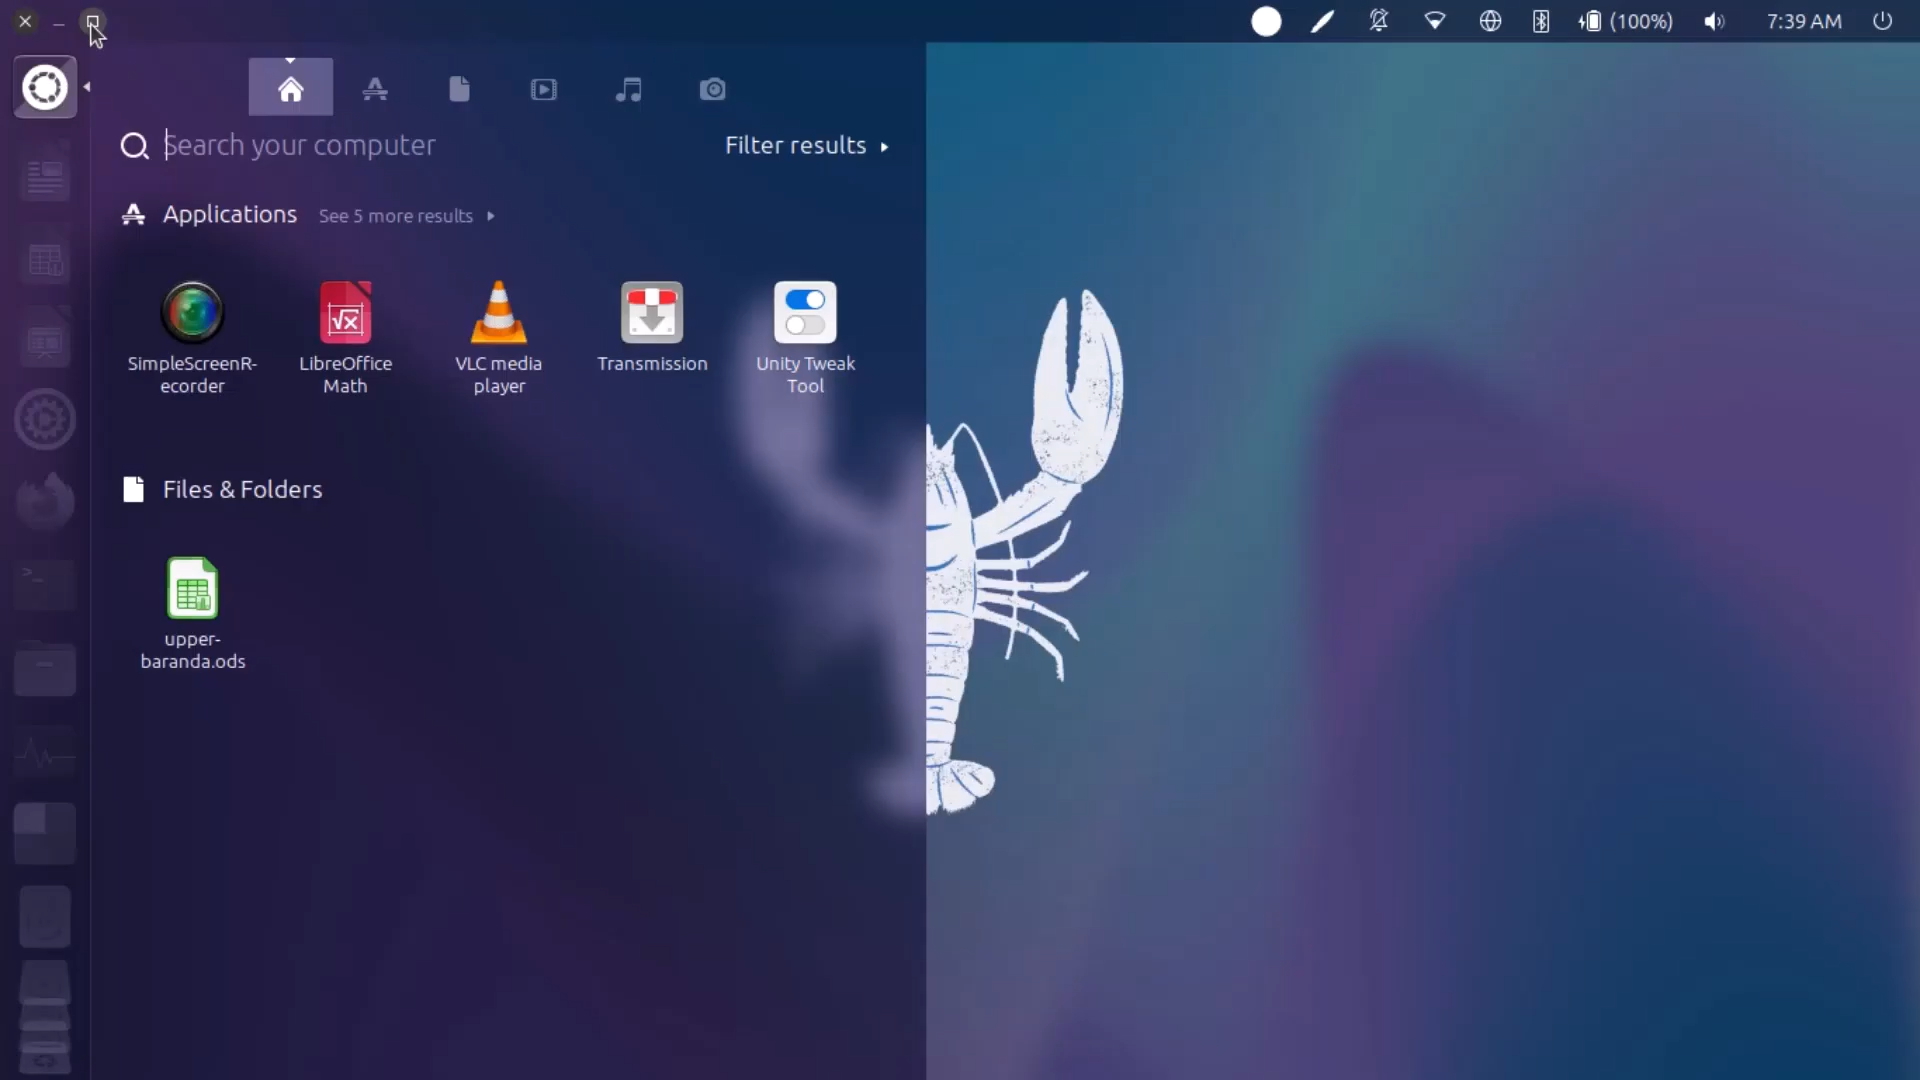 (100%)
7:39 AM
Search your computer
Filter results
Applications
See 5 more results
SimpleScreenR-
ecorder
LibreOffice
Math
VLC media
player
Transmission
Unity Tweak
Tool
Files & Folders
upper-
baranda.ods